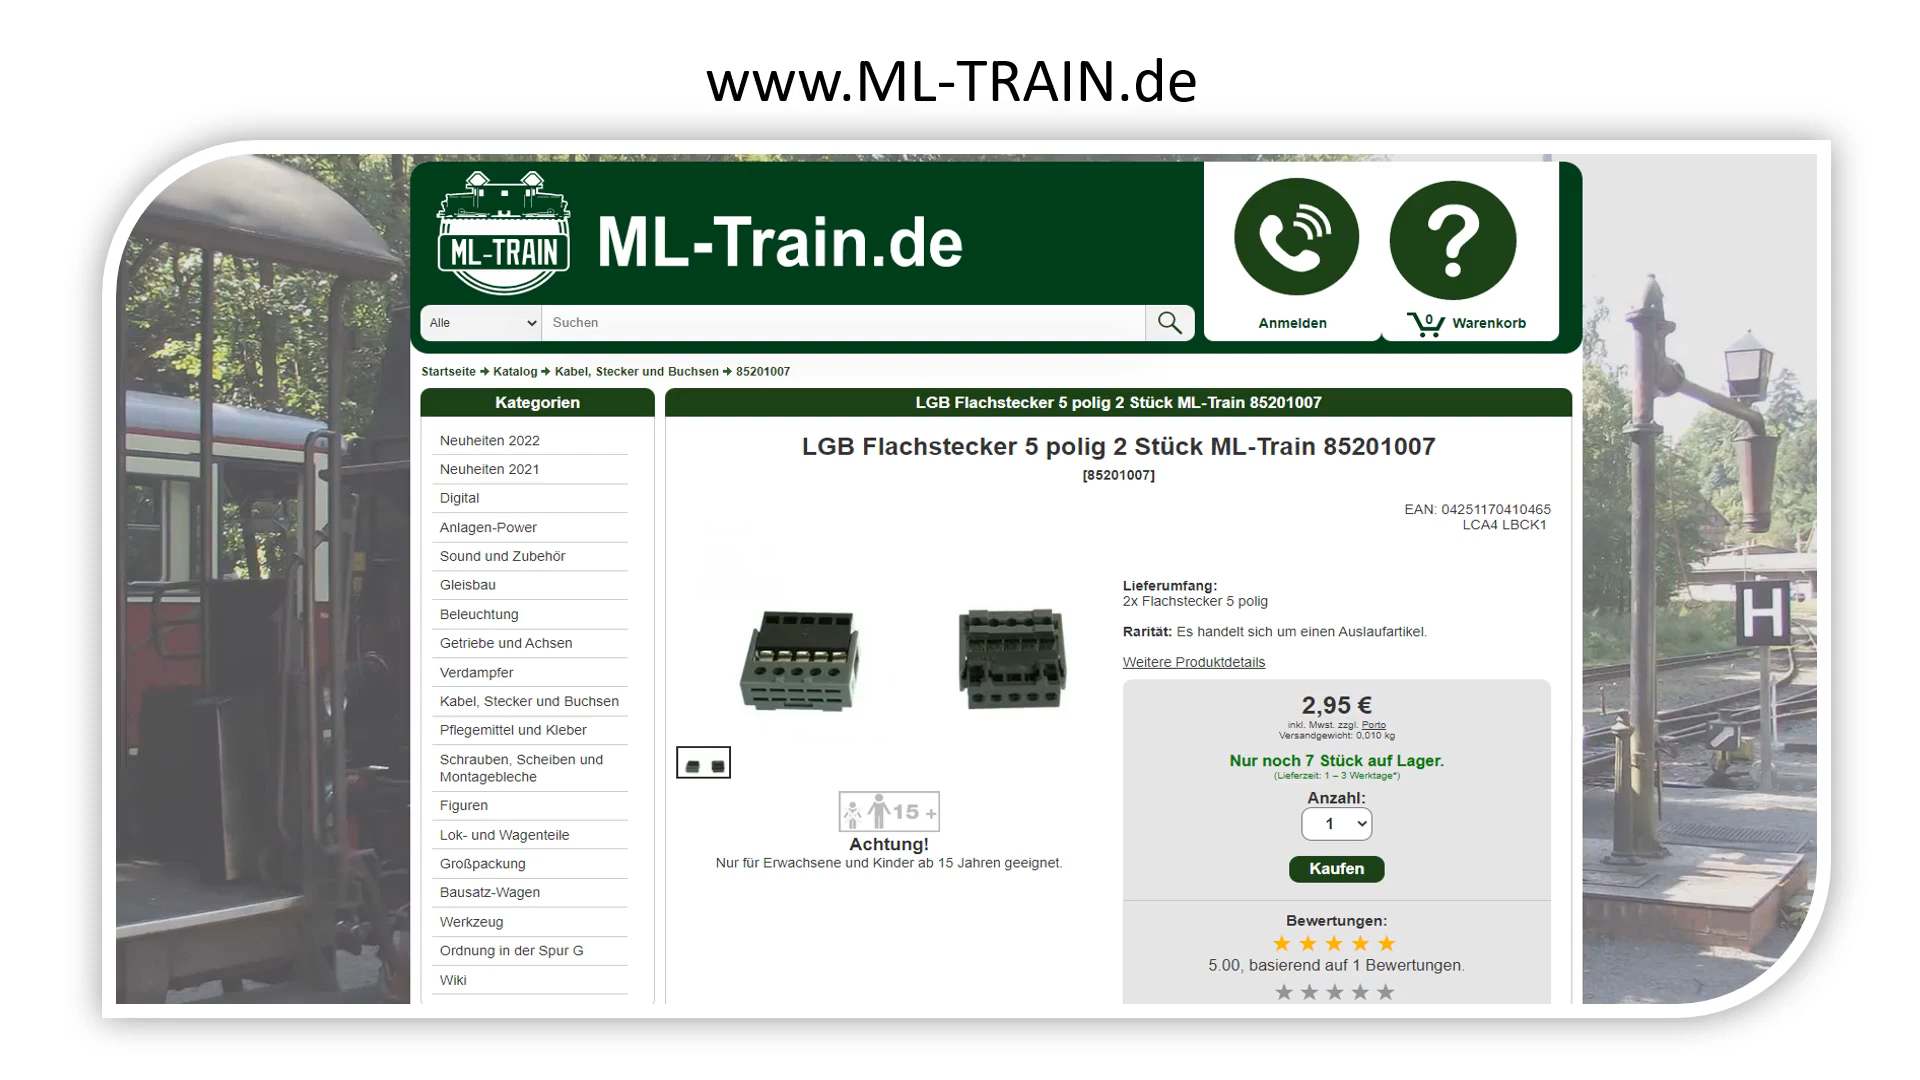 www.ML-TRAIN.de
ML-TRAIN
ML-Train.de
Alle
Suchen
Anmelden
0
Warenkorb
Startseite ➔ Katalog ➔ Kabel, Stecker und Buchsen ➔ 85201007
Kategorien
Neuheiten 2022
Neuheiten 2021
Digital
Anlagen-Power
Sound und Zubehör
Gleisbau
Beleuchtung
Getriebe und Achsen
Verdampfer
Kabel, Stecker und Buchsen
Pflegemittel und Kleber
Schrauben, Scheiben und
Montagebleche
Figuren
Lok- und Wagenteile
Großpackung
Bausatz-Wagen
Werkzeug
Ordnung in der Spur G
Wiki
LGB Flachstecker 5 polig 2 Stück ML-Train 85201007
LGB Flachstecker 5 polig 2 Stück ML-Train 85201007
[85201007]
EAN: 04251170410465
LCA4 LBCK1
Lieferumfang:
2x Flachstecker 5 polig
Rarität: Es handelt sich um einen Auslaufartikel.
Weitere Produktdetails
15 +
Achtung!
Nur für Erwachsene und Kinder ab 15 Jahren geeignet.
2,95 €
inkl. Mwst. zzgl. Porto
Versandgewicht: 0,010 kg
Nur noch 7 Stück auf Lager.
(Lieferzeit: 1 – 3 Werktage*)
Anzahl:
1
Kaufen
Bewertungen:
5.00, basierend auf 1 Bewertungen.
H